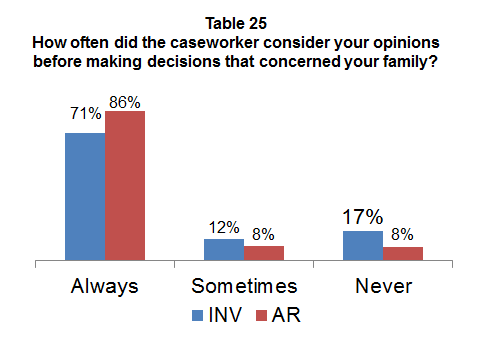 Table 25
How often did the caseworker consider your opinions
before making decisions that concerned your family?
71% 86%
12% 8%
17% 8%
Always Sometimes Never
INV AR